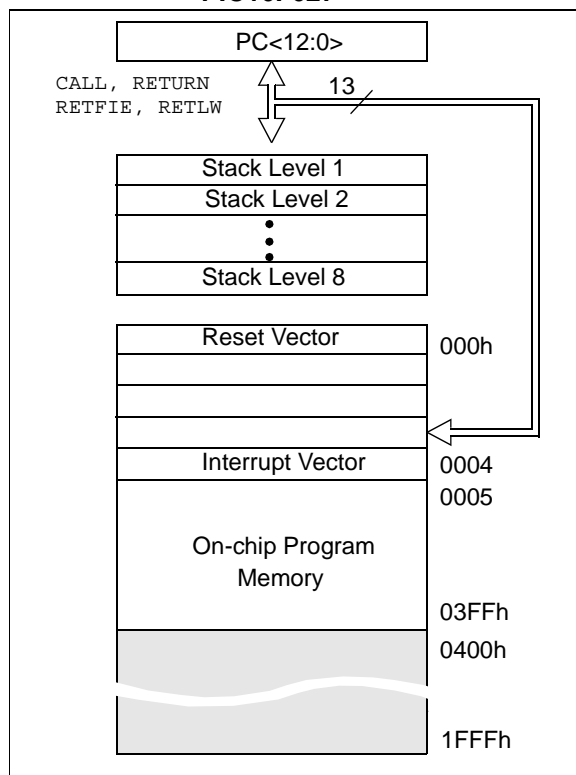 PC<12:0>
CALL, RETURN
RETFIE, RETLW
13
Stack Level 1
Stack Level 2
Stack Level 8
Reset Vector
000h
Interrupt Vector
0004
0005
On-chip Program
Memory
03FFh
0400h
1FFFh